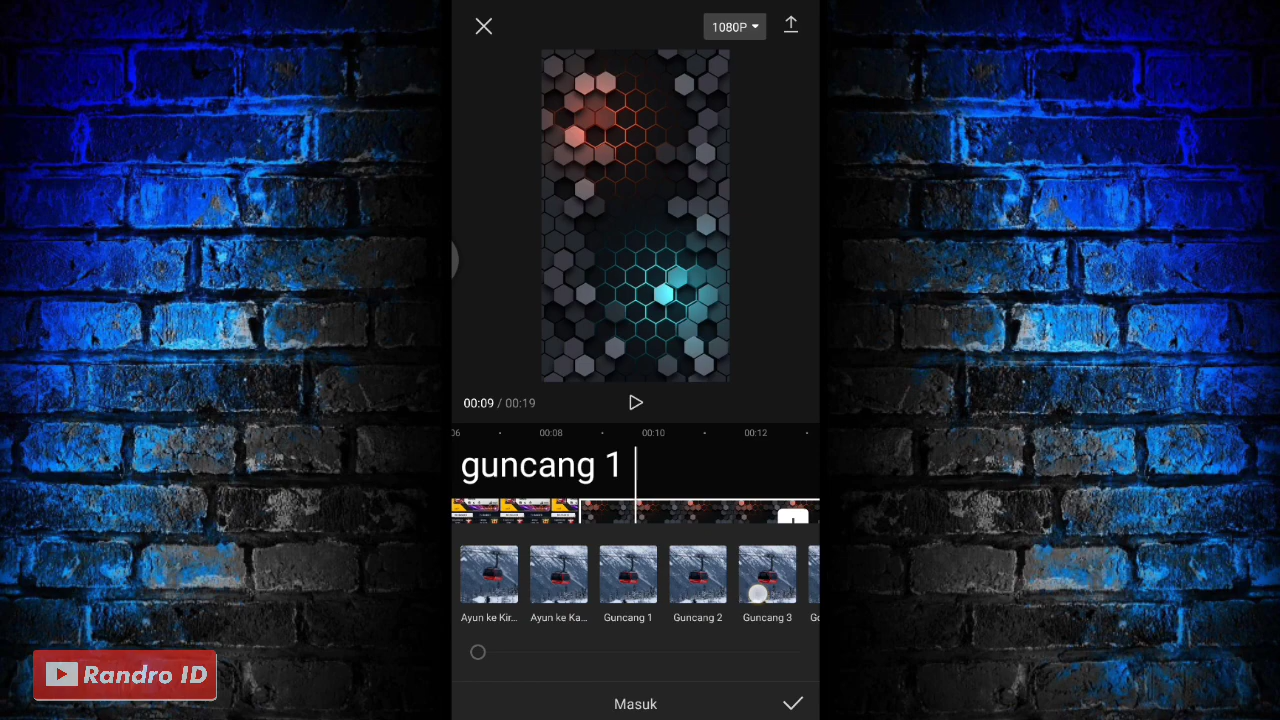 1080P
00:09 / 00:19
06
00:08
00:10
00:12
guncang 1
Ayun ke Kir... Ayun ke Ka... Guncang 1 Guncang 2 Guncang 3 Go
Masuk
Randro ID